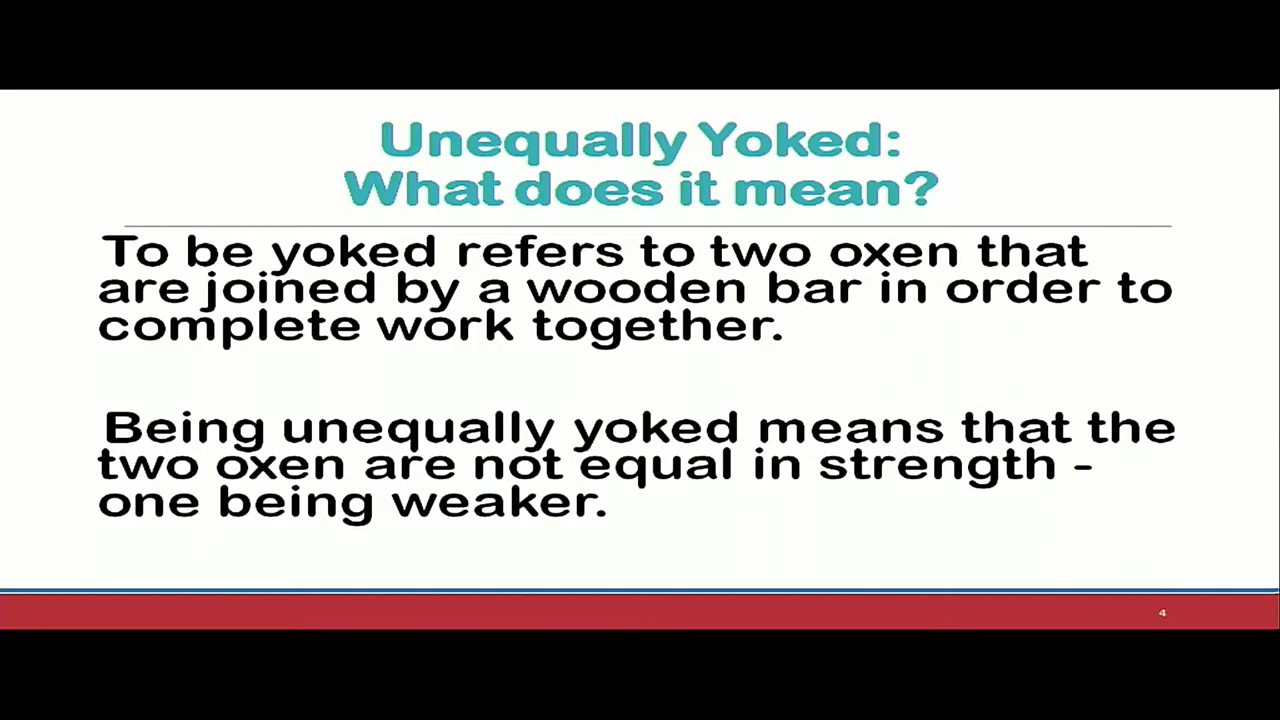 Unequally Yoked:
What does it mean?
To be yoked refers to two oxen that
are joined by a wooden bar in order to
complete work together.
Being unequally yoked means that the
two oxen are not equal in strength -
one being weaker.
4